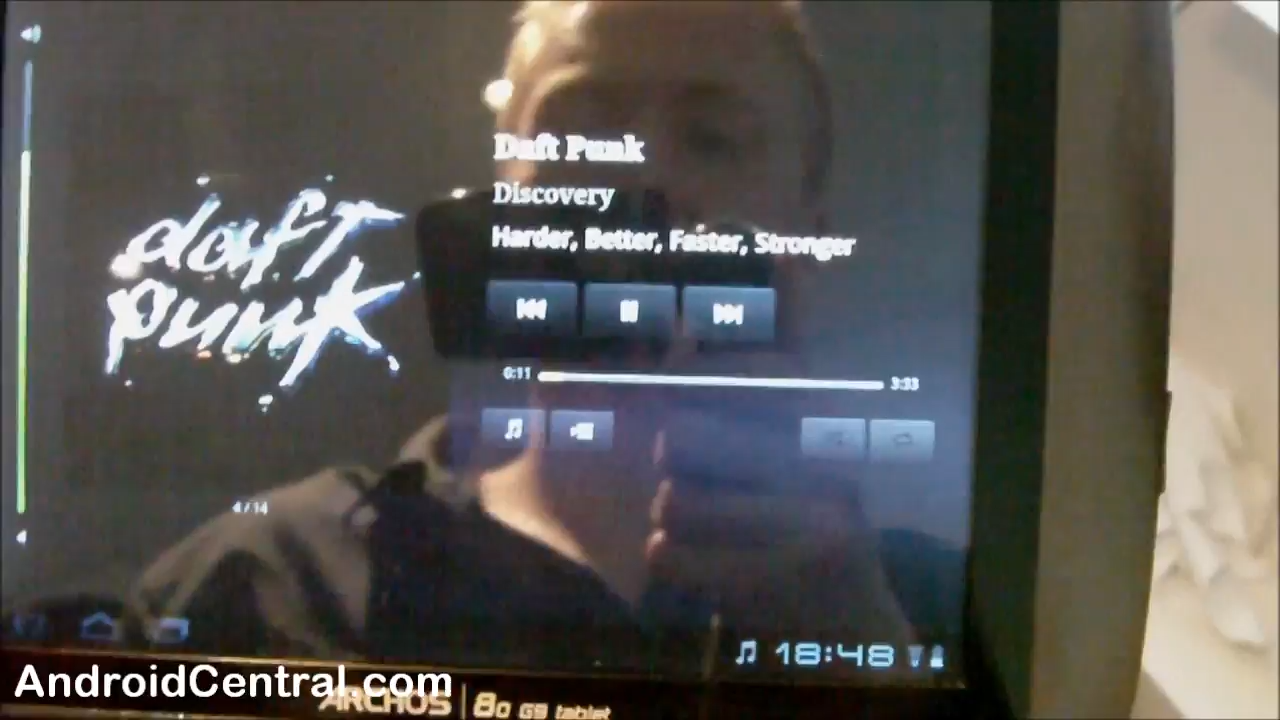 daft
punk
Daft Punk
Discovery
Harder, Better, Faster, Stronger
0:11
3:33
4/14
18:48
AndroidCentral.com
ARCHOS | 80 G9 tablet